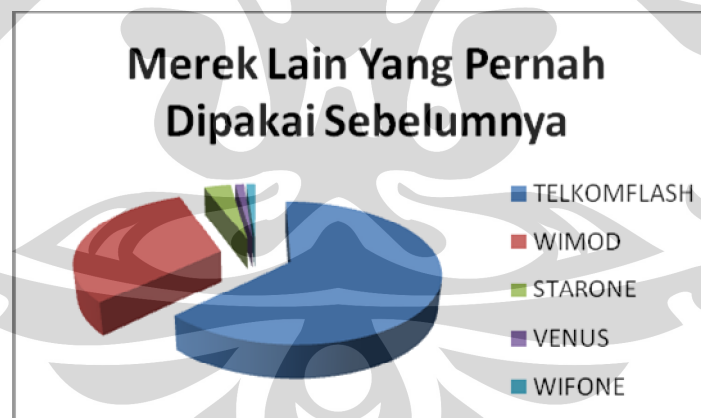 Merek Lain Yang Pernah
Dipakai Sebelumnya
TELKOMFLASH
WIMOD
STARONE
VENUS
WIFONE